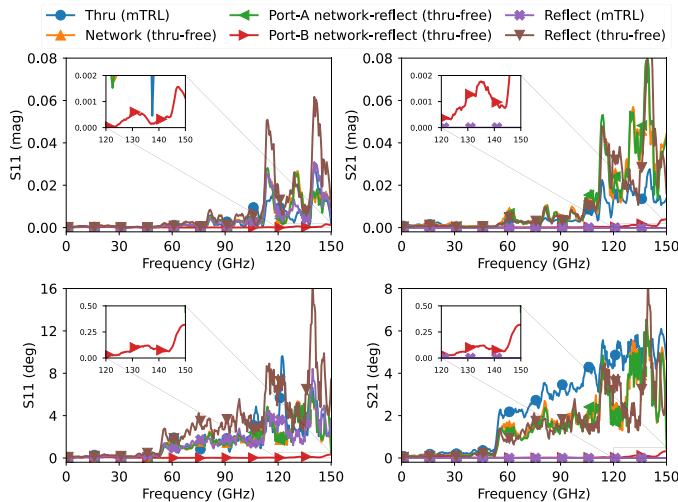 Thru (mTRL) Port-A network-reflect (thru-free) Reflect (mTRL)
Network (thru-free) Port-B network-reflect (thru-free) Reflect (thru-free)
0.08
0.06
0.04
0.02
0.00
S11 (mag)
0.002
0.001
0.000
120 130 140 150
0 30 60 90 120 150
Frequency (GHz)
0.08
0.06
0.04
0.02
0.00
S21 (mag)
0.002
0.001
0.000
120 130 140 150
0 30 60 90 120 150
Frequency (GHz)
16
12
8
4
0
S11 (deg)
0.50
0.25
0.00
120 130 140 150
0 30 60 90 120 150
Frequency (GHz)
8
6
4
2
0
S21 (deg)
0.50
0.25
0.00
120 130 140 150
0 30 60 90 120 150
Frequency (GHz)